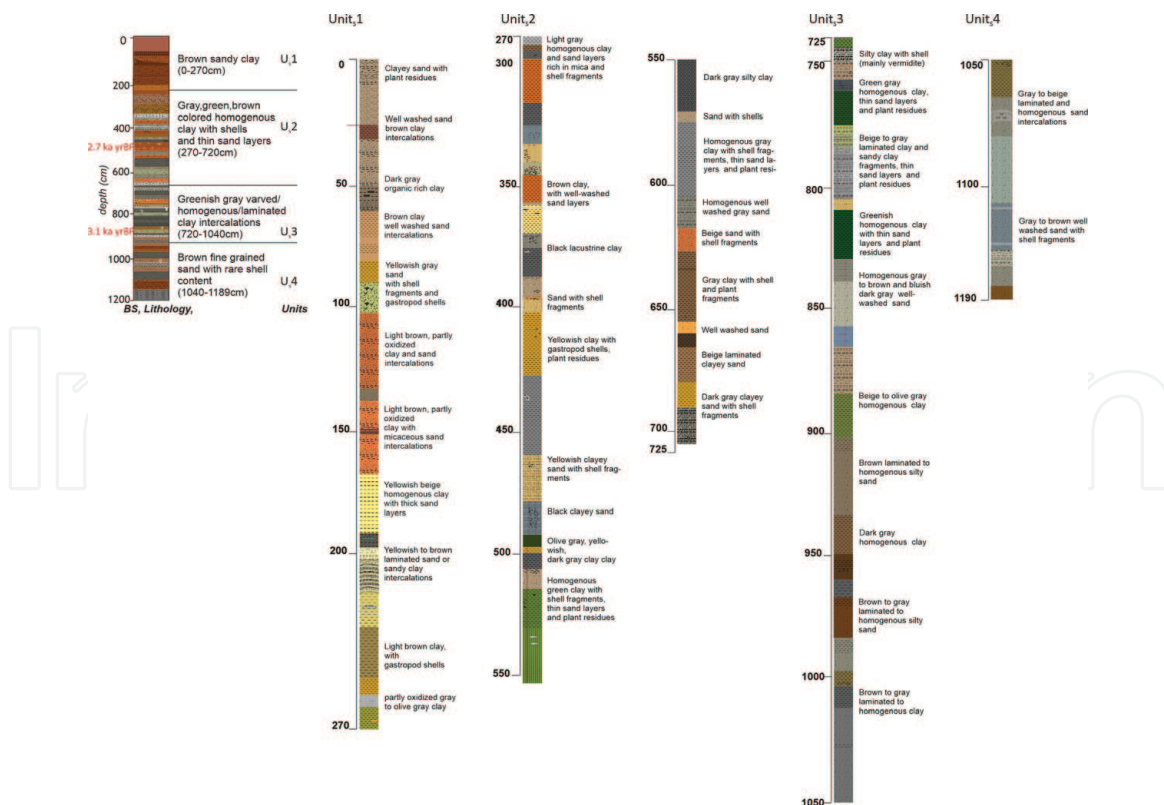 Unit,1
Unit,2
Unit,3
Unit,4
0
200
400
600
800
1000
1200
depth (cm)
2.7 ka yrBP
3.1 ka yrBP
Brown sandy clay
(0-270cm)
U,1
Gray,green,brown
colored homogenous
clay with shells
and thin sand layers
(270-720cm)
U,2
Greenish gray varved/
homogenous/laminated
clay intercalations
(720-1040cm)
U,3
Brown fine grained
sand with rare shell
content
(1040-1189cm)
U,4
BS, Lithology,
Units
0
50
100
150
200
270
Clayey sand with
plant residues
Well washed sand
brown clay
intercalations
Dark gray
organic rich clay
Brown clay
well washed sand
intercalations
Yellowish gray
sand
with shell
fragments and
gastropod shells
Light brown, partly
oxidized
clay and sand
intercalations
Light brown, partly
oxidized
clay with
micaceous sand
intercalations
Yellowish beige
homogenous clay
with thick sand
layers
Yellowish to brown
laminated sand or
sandy clay
intercalations
Light brown clay,
with
gastropod shells
partly oxidized gray
to olive gray clay
270
300
350
400
450
500
550
Light gray
homogenous clay
and sand layers
rich in mica and
shell fragments
Brown clay,
with well-washed
sand layers
Black lacustrine clay
Sand with shell
fragments
Yellowish clay with
gastropod shells,
plant residues
Yellowish clayey
sand with shell frag-
ments
Black clayey sand
Olive gray, yello-
wish,
dark gray clay clay
Homogenous
green clay with
shell fragments,
thin sand layers
and plant residues
550
600
650
700
725
Dark gray silty clay
Sand with shells
Homogenous gray
clay with shell frag-
ments, thin sand la-
yers and plant resi-
Homogenous well
washed gray sand
Beige sand with
shell fragments
Gray clay with shell
and plant
fragments
Well washed sand
Beige laminated
clayey sand
Dark gray clayey
sand with shell
fragments
725
750
800
850
900
950
1000
1050
Silty clay with shell
(mainly vermidite)
Green gray
homogenous clay,
thin sand layers
and plant residues
Beige to gray
laminated clay and
sandy clay
fragments, thin
sand layers and
plant residues
Greenish
homogenous clay
with thin sand
layers and plant
residues
Homogenous gray
to brown and bluish
dark gray well-
washed sand
Beige to olive gray
homogenous clay
Brown laminated to
homogenous silty
sand
Dark gray
homogenous clay
Brown to gray
laminated to
homogenous silty
sand
Brown to gray
laminated to
homogenous clay
1050
1100
1190
Gray to beige
laminated and
homogenous sand
intercalations
Gray to brown well
washed sand with
shell fragments